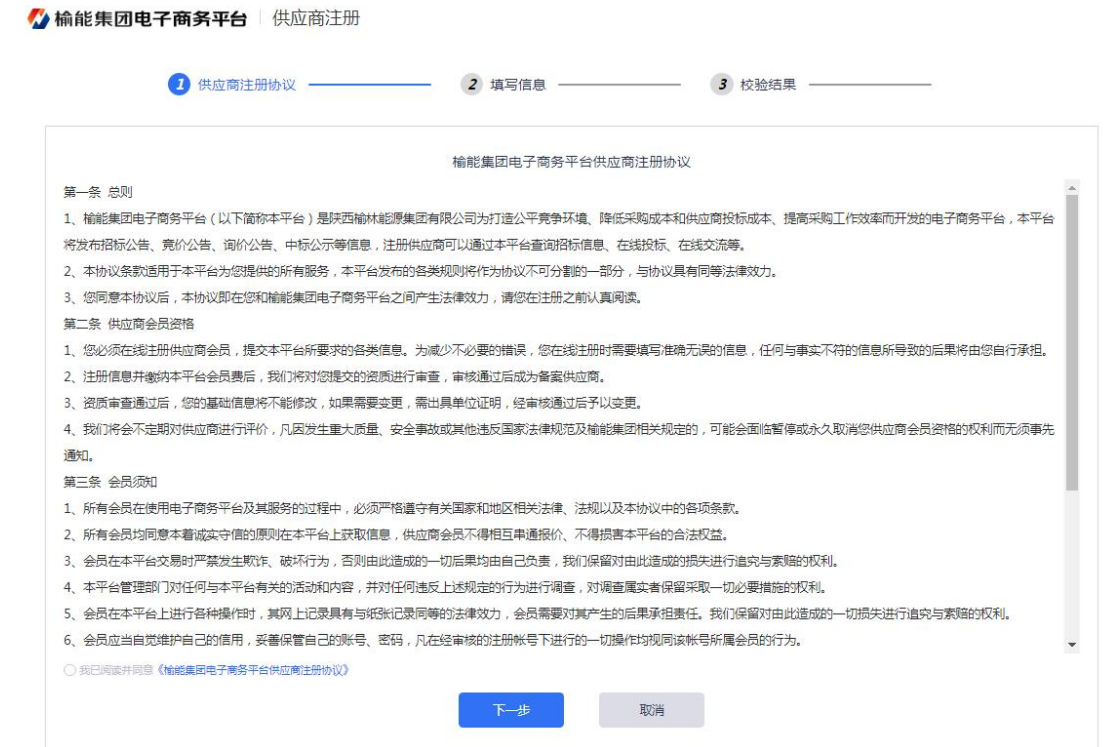 榆能集团电子商务平台 供应商注册
1 供应商注册协议 2 填写信息 3 校验结果
榆能集团电子商务平台供应商注册协议
第一条 总则
1、榆能集团电子商务平台（以下简称本平台）是陕西榆林能源集团有限公司为打造公平竞争环境、降低采购成本和供应商投标成本、提高采购工作效率而开发的电子商务平台，本平台
将发布招标公告、竞价公告、询价公告、中标公示等信息，注册供应商可以通过本平台查询招标信息、在线投标、在线交流等。
2、本协议条款适用于本平台为您提供的所有服务，本平台发布的各类规则将作为协议不可分割的一部分，与协议具有同等法律效力。
3、您同意本协议后，本协议即在您和榆能集团电子商务平台之间产生法律效力，请您在注册之前认真阅读。
第二条 供应商会员资格
1、您必须在线注册供应商会员，提交本平台所要求的各类信息。为减少不必要的错误，您在线注册时需要填写准确无误的信息，任何与事实不符的信息所导致的后果将由您自行承担。
2、注册信息并缴纳本平台会员费后，我们将对您提交的资质进行审查，审核通过后成为备案供应商。
3、资质审查通过后，您的基础信息将不能修改，如果需要变更，需出具单位证明，经审核通过后予以变更。
4、我们将会不定期对供应商进行评价，凡因发生重大质量、安全事故或其他违反国家法律规范及榆能集团相关规定的，可能会面临暂停或永久取消您供应商会员资格的权利而无须事先
通知。
第三条 会员须知
1、所有会员在使用电子商务平台及其服务的过程中，必须严格遵守有关国家和地区相关法律、法规以及本协议中的各项条款。
2、所有会员均同意本着诚实守信的原则在本平台上获取信息，供应商会员不得相互串通报价、不得损害本平台的合法权益。
3、会员在本平台交易时严禁发生欺诈、破坏行为，否则由此造成的一切后果均由自己负责，我们保留对由此造成的损失进行追究与索赔的权利。
4、本平台管理部门对任何与本平台有关的活动和内容，并对任何违反上述规定的行为进行调查，对调查属实者保留采取一切必要措施的权利。
5、会员在本平台上进行各种操作时，其网上记录具有与纸张记录同等的法律效力，会员需要对其产生的后果承担责任。我们保留对由此造成的一切损失进行追究与索赔的权利。
6、会员应当自觉维护自己的信用，妥善保管自己的账号、密码，凡在经审核的注册帐号下进行的一切操作均视同该帐号所属会员的行为。
我已阅读并同意《榆能集团电子商务平台供应商注册协议》
下一步 取消